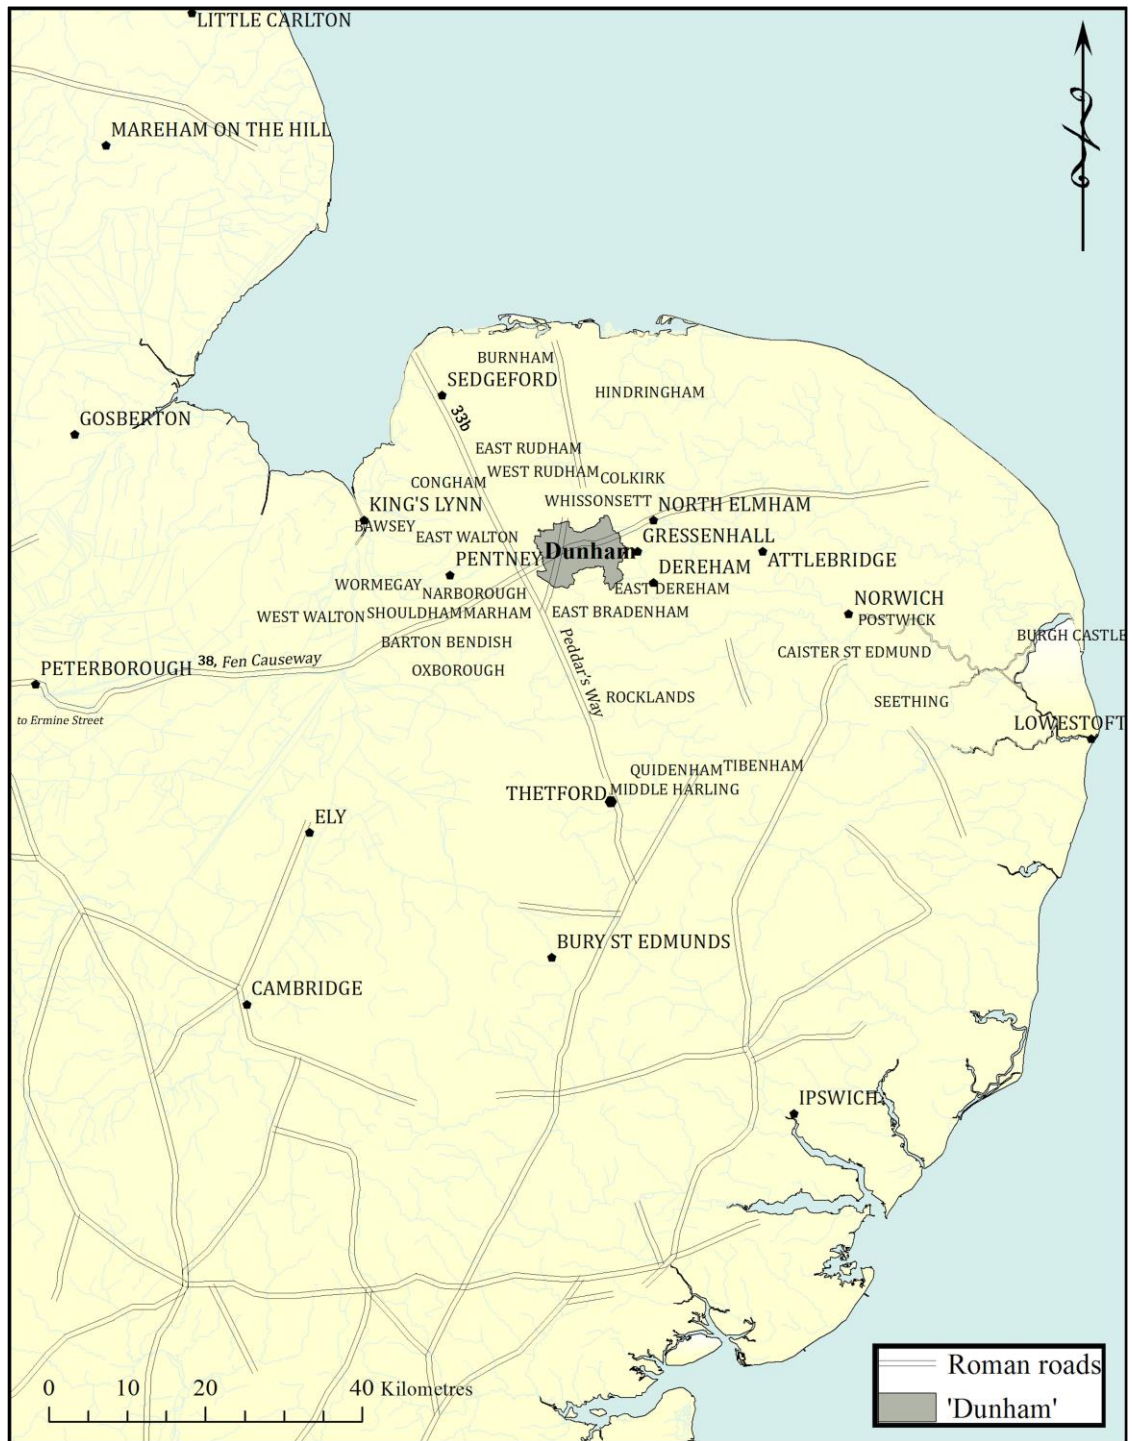 LITTLE CARLTON
MAREHAM ON THE HILL
BURNHAM
SEDGEFORD
HINDRINGHAM
GOSBERTON
33b
EAST RUDHAM
WEST RUDHAM
COLKIRK
CONGHAM
WHISSONSETT
KING'S LYNN
NORTH ELMHAM
BAWSEY
EAST WALTON
GRESSENHALL
Dunham
PENTNEY
ATTLEBRIDGE
DEREHAM
WORMEGAY
NARBOROUGH
EAST DEREHAM
NORWICH
WEST WALTON
SHOULDHAM
MARHAM
EAST BRADENHAM
POSTWICK
BURGH CASTLE
BARTON BENDISH
CAISTER ST EDMUND
PETERBOROUGH
38, Fen Causeway
OXBOROUGH
Peddar's Way
ROCKLANDS
SEETHING
to Ermine Street
LOWESTOFT
QUIDENHAM
TIBENHAM
THETFORD
MIDDLE HARLING
ELY
BURY ST EDMUNDS
CAMBRIDGE
IPSWICH
Roman roads
'Dunham'
0 10 20 40 Kilometres